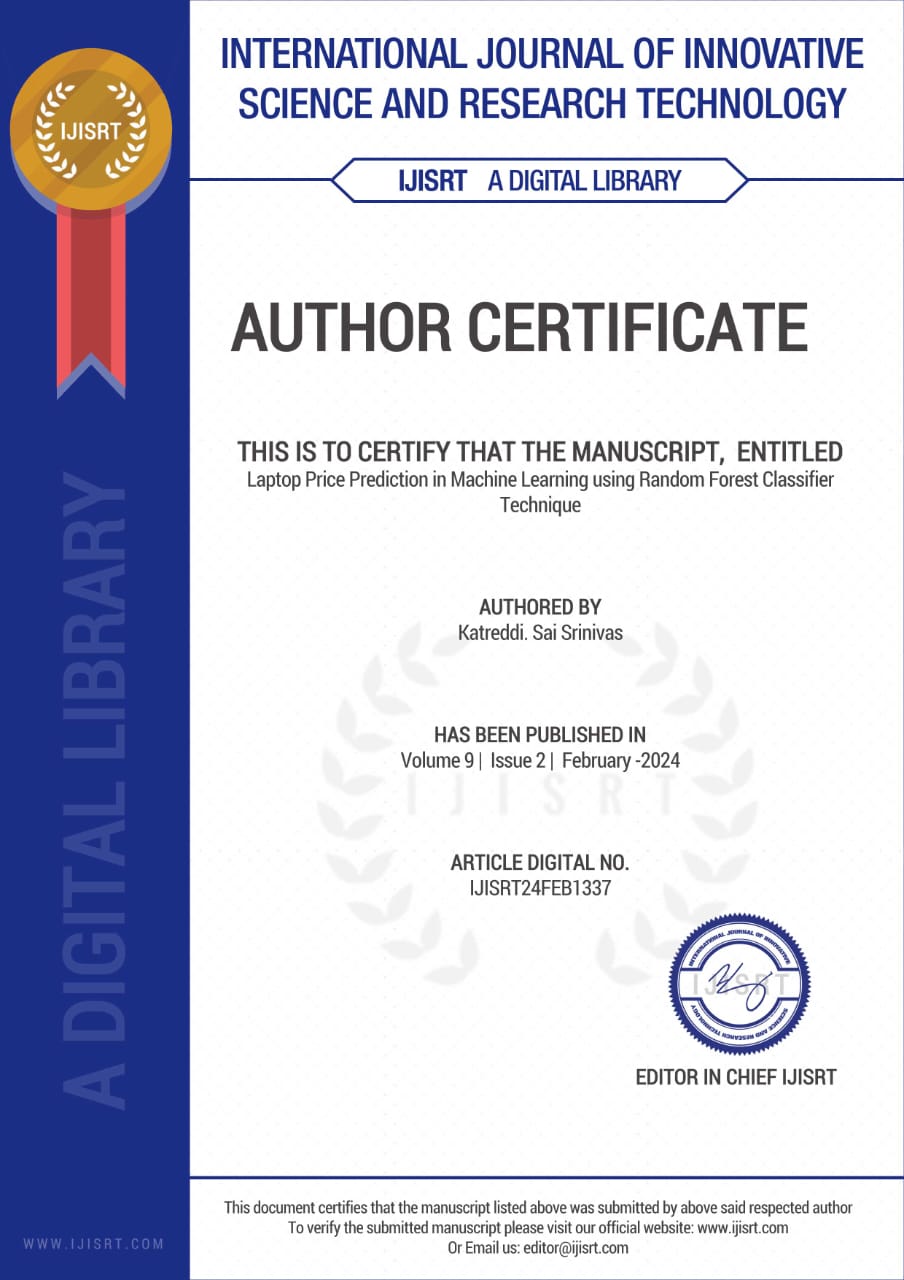 IJISRT
INTERNATIONAL JOURNAL OF INNOVATIVE
SCIENCE AND RESEARCH TECHNOLOGY
IJISRT A DIGITAL LIBRARY
AUTHOR CERTIFICATE
THIS IS TO CERTIFY THAT THE MANUSCRIPT, ENTITLED
Laptop Price Prediction in Machine Learning using Random Forest Classifier
Technique
AUTHORED BY
Katreddi. Sai Srinivas
HAS BEEN PUBLISHED IN
Volume 9 | Issue 2 | February -2024
IJISRT
ARTICLE DIGITAL NO.
IJISRT24FEB1337
INTERNATIONAL JOURNAL OF INNOVATIVE
IJISRT
SCIENCE AND RESEARCH TECHNOLOGY
EDITOR IN CHIEF IJISRT
A DIGITAL LIBRARY
WWW.IJISRT.COM
This document certifies that the manuscript listed above was submitted by above said respected author
To verify the submitted manuscript please visit our official website: www.ijisrt.com
Or Email us: editor@ijisrt.com